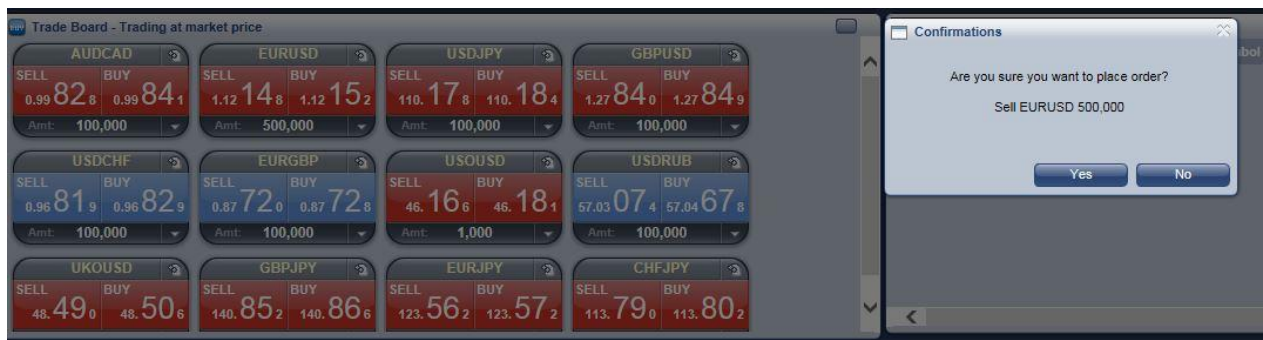 BUY Trade Board - Trading at market price
AUDCAD EURUSD USDJPY GBPUSD
SELL BUY SELL BUY SELL BUY SELL BUY
0.99 82 8 0.99 84 1 1.12 14 8 1.12 15 2 110. 17 8 110. 18 4 1.27 84 0 1.27 84 9
Amt: 100,000 Amt: 500,000 Amt: 100,000 Amt: 100,000
USDCHF EURGBP USOUSD USDRUB
SELL BUY SELL BUY SELL BUY SELL BUY
0.96 81 9 0.96 82 9 0.87 72 0 0.87 72 8 46. 16 6 46. 18 1 57.03 07 4 57.04 67 8
Amt: 100,000 Amt: 100,000 Amt: 1,000 Amt: 100,000
UKOUSD GBPJPY EURJPY CHFJPY
SELL BUY SELL BUY SELL BUY SELL BUY
48. 49 0 48. 50 6 140. 85 2 140. 86 6 123. 56 2 123. 57 2 113. 79 0 113. 80 2
Confirmations
bol
Are you sure you want to place order?
Sell EURUSD 500,000
Yes No